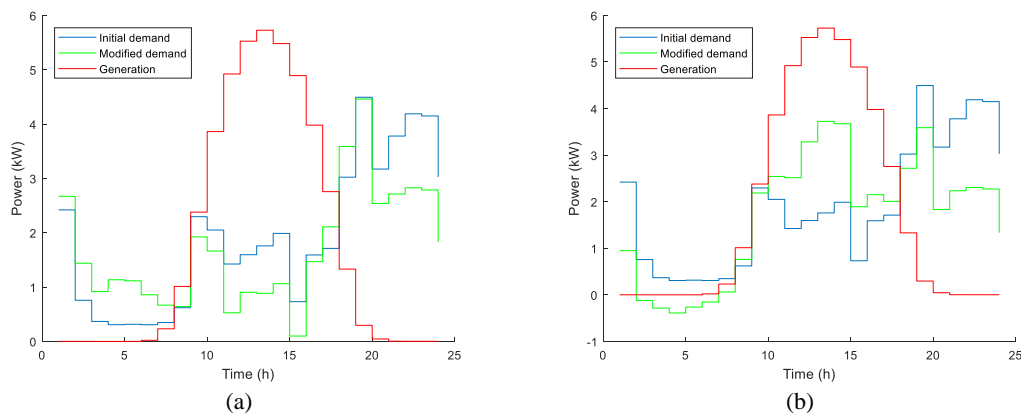 6
5
4
3
2
1
0
Power (kW)
Initial demand
Modified demand
Generation
0
5
10
15
20
25
Time (h)
(a)
6
5
4
3
2
1
0
-1
Power (kW)
Initial demand
Modified demand
Generation
0
5
10
15
20
25
Time (h)
(b)